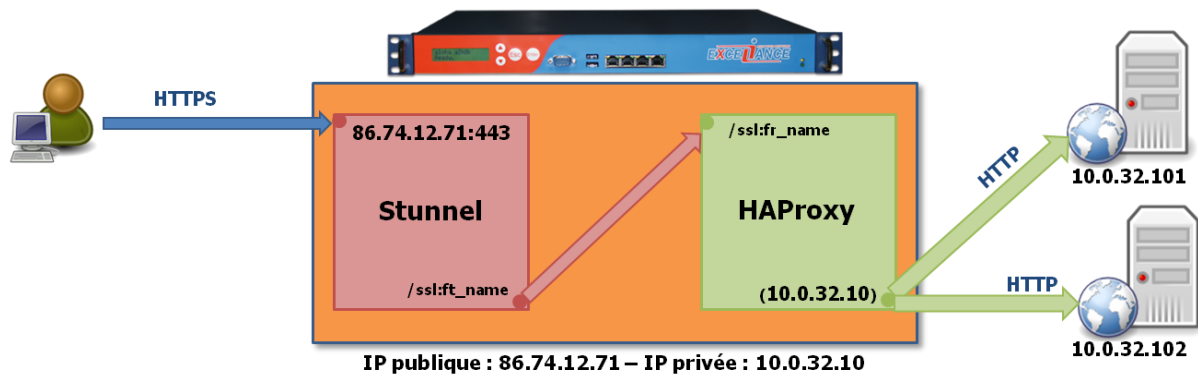 EXCELIANCE
HTTPS
86.74.12.71:443
Stunnel
/ssl:ft_name
/ssl:fr_name
HAProxy
(10.0.32.10)
HTTP
10.0.32.101
HTTP
10.0.32.102
IP publique : 86.74.12.71 – IP privée : 10.0.32.10